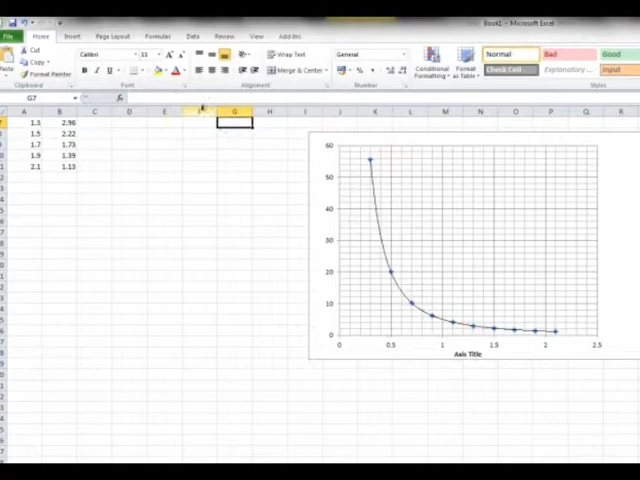 Book1 - Microsoft Excel
File Home Insert Page Layout Formulas Data Review View Add-Ins
Cut
Copy
Format Painter
Paste
Calibri 11
B I U
Wrap Text
Merge & Center
General
%
Conditional Formatting
Format as Table
Normal Bad Good
Check Cell Explanatory... Input
Clipboard Font Alignment Number Styles
G7 fx
A B C D E F G H I J K L M N O P Q R
1.3 2.96
1.5 2.22
1.7 1.73
1.9 1.39
2.1 1.13
60
50
40
30
20
10
0
0 0.5 1 1.5 2 2.5
Axis Title